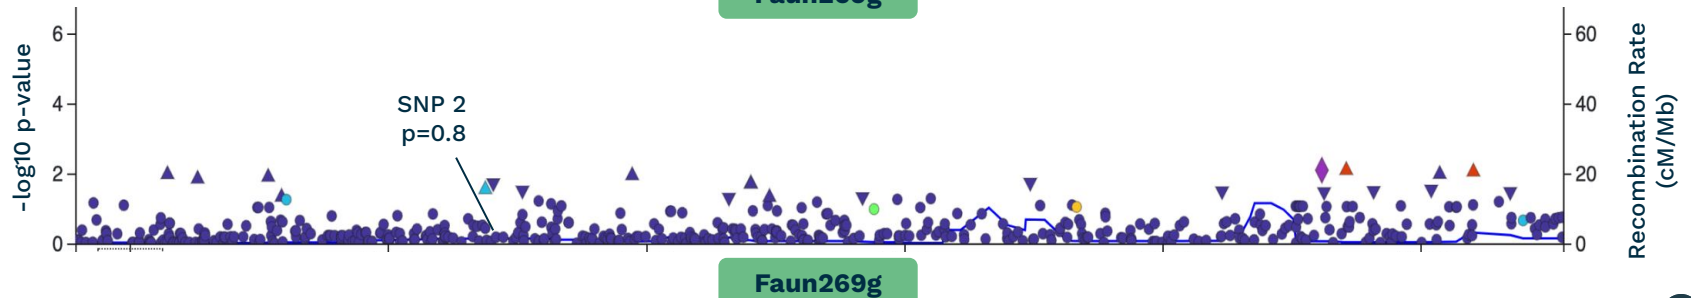 6
4
2
0
-log10 p-value
SNP 2
p=0.8
60
40
20
0
Recombination Rate
(cM/Mb)
Faun269g